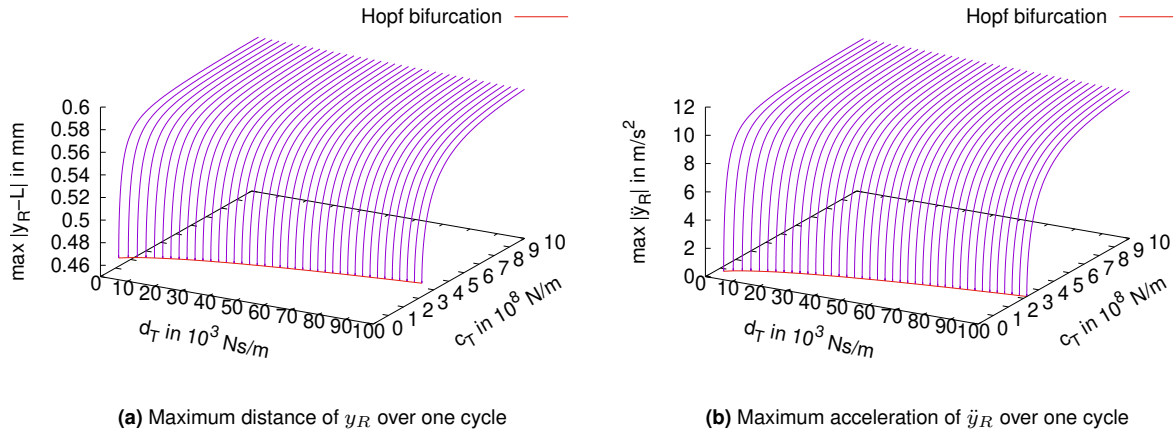 Hopf bifurcation
0.6
0.58
0.56
0.54
0.52
0.5
0.48
0.46
max |y_R−L| in mm
0 10 20 30 40 50 60 70 80 90 100
d_T in 10^3 Ns/m
0 1 2 3 4 5 6 7 8 9 10
c_T in 10^8 N/m
(a) Maximum distance of y_R over one cycle
Hopf bifurcation
12
10
8
6
4
2
0
max |ÿ_R| in m/s^2
0 10 20 30 40 50 60 70 80 90 100
d_T in 10^3 Ns/m
0 1 2 3 4 5 6 7 8 9 10
c_T in 10^8 N/m
(b) Maximum acceleration of ÿ_R over one cycle